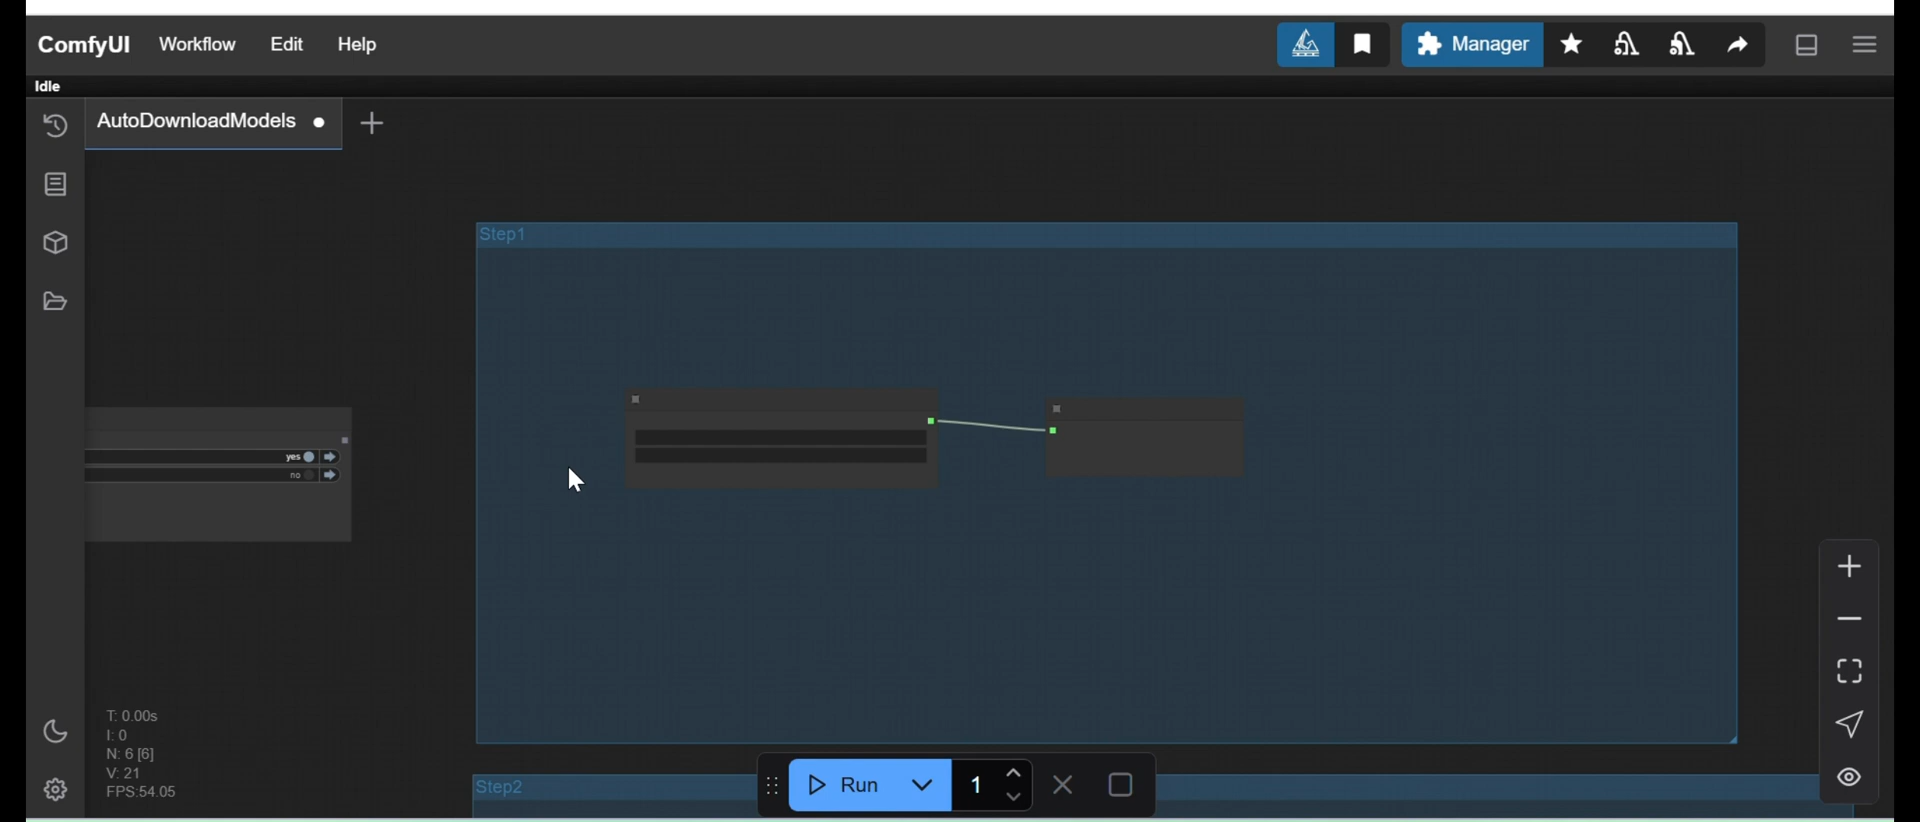 ComfyUI Workflow Edit Help Manager
Idle
AutoDownloadModels
Step1
yes
no
T: 0.00s
I: 0
N: 6 [6]
V: 21
FPS:54.05
Step2
Run 1